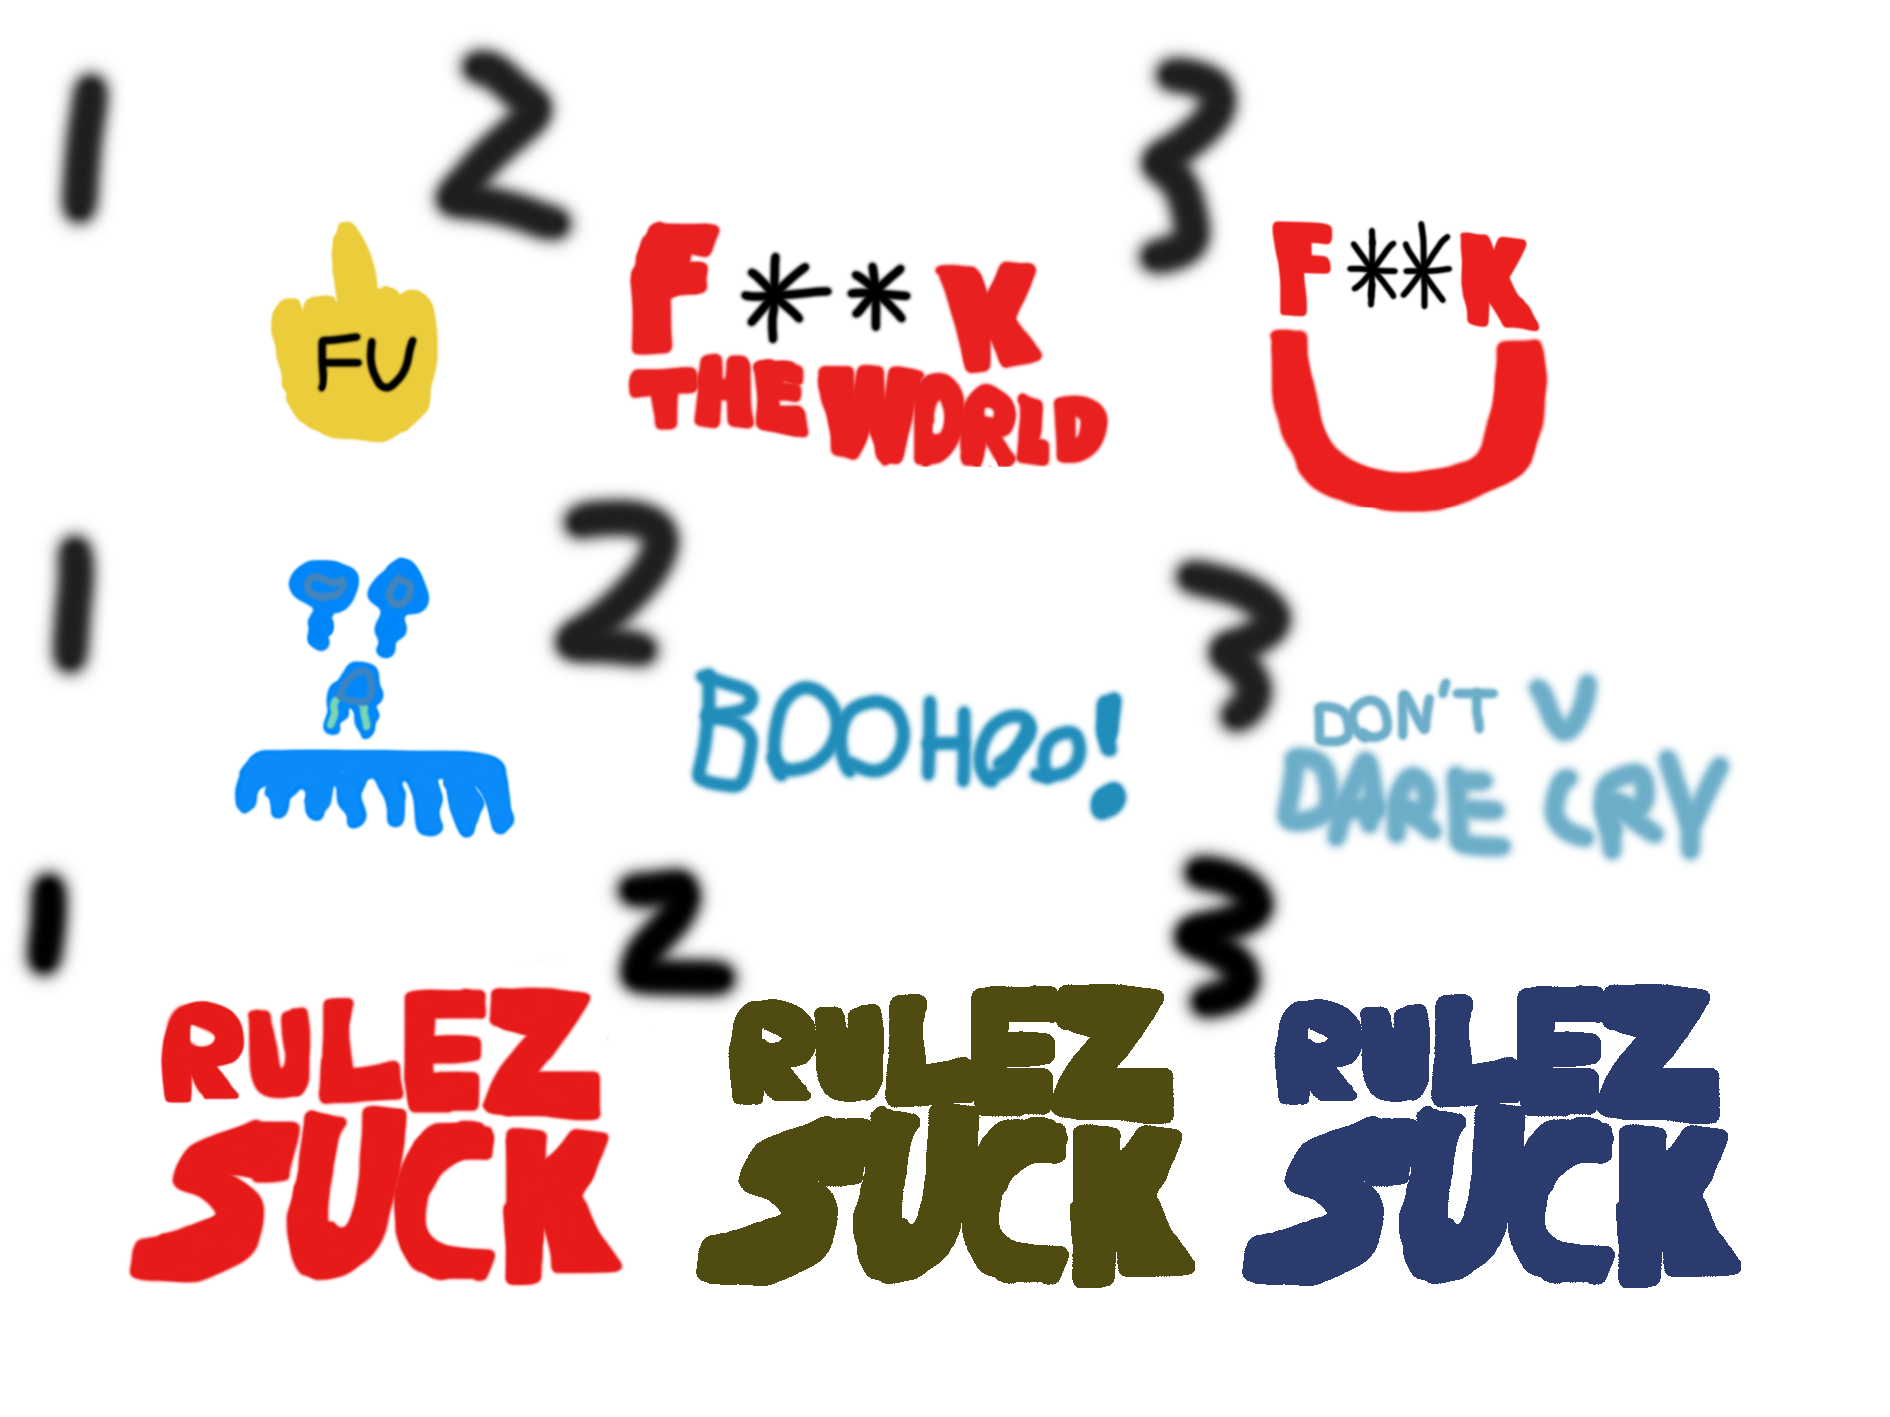 1 2 3
FU
F**K
THE WORLD
F**K
U
1 2 3
BOOHOO!
DON'T U
DARE CRY
1 2 3
RULEZ
SUCK
RULEZ
SUCK
RULEZ
SUCK